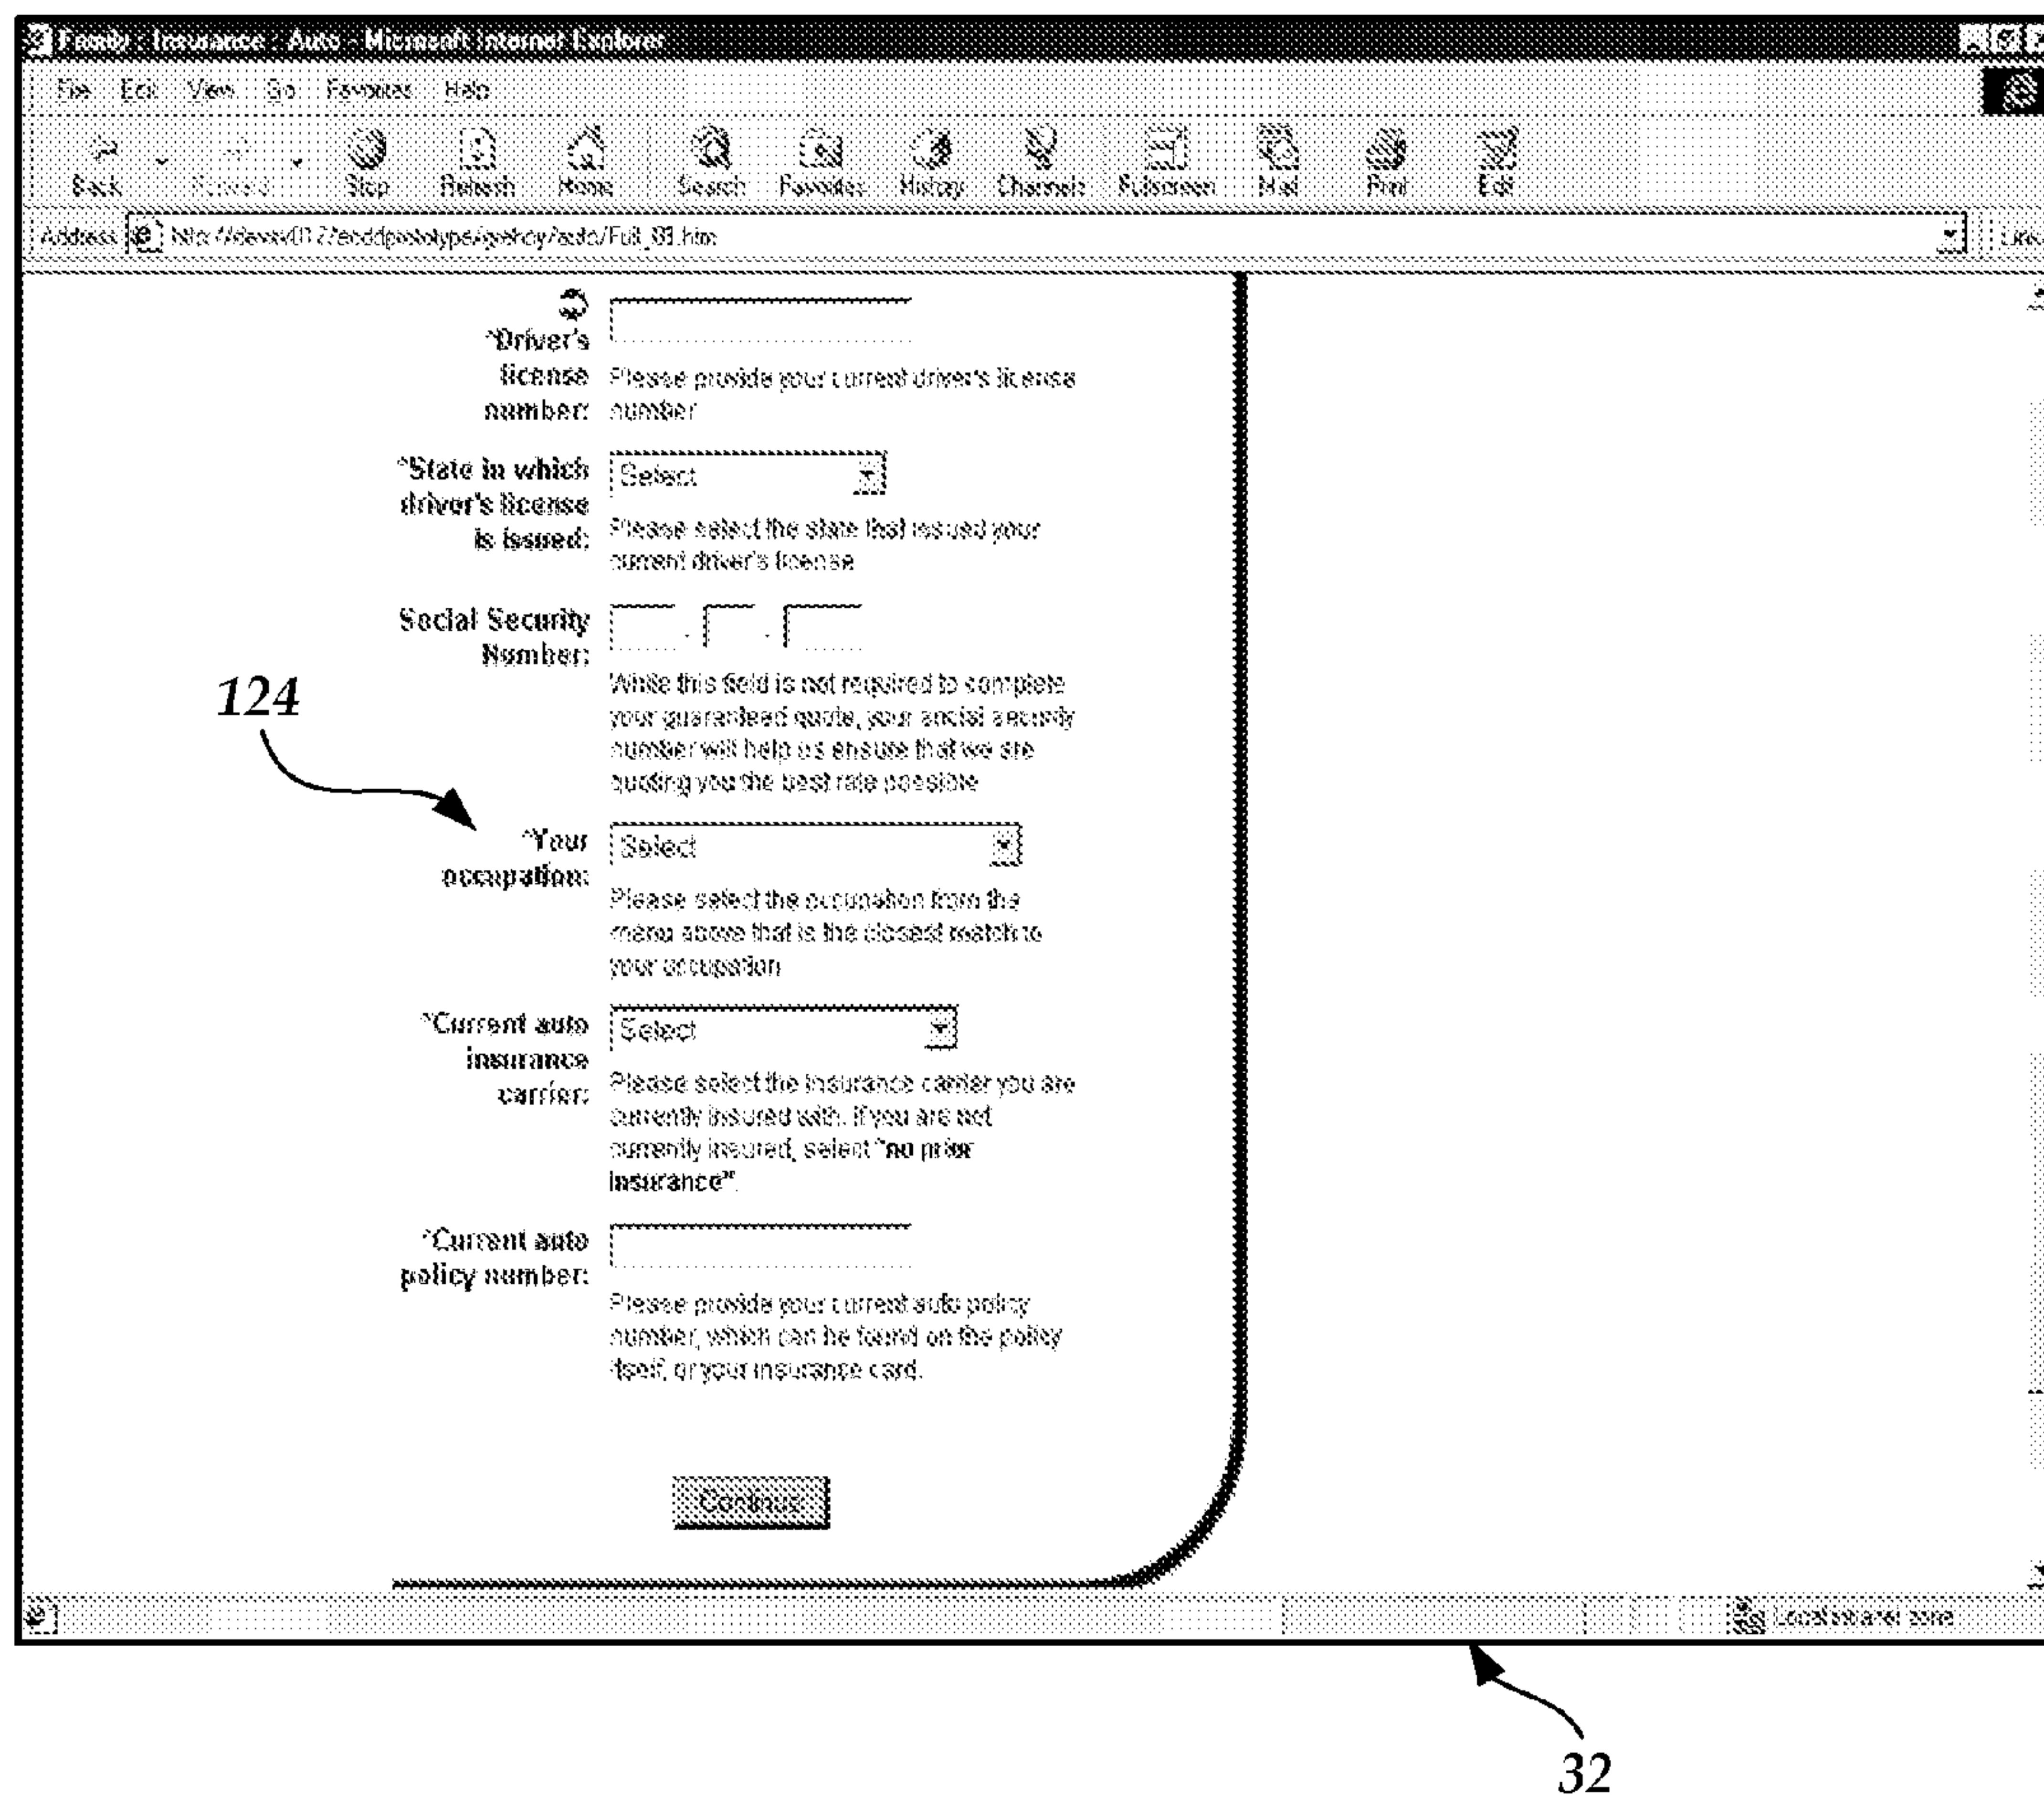 Family : Insurance : Auto - Microsoft Internet Explorer
File Edit View Go Favorites Help
Back Forward Stop Refresh Home Search Favorites History Channels Fullscreen Mail Print Edit
Address
*Driver's
license
number:
Please provide your current driver's license
number
*State in which
driver's license
is issued:
Select
Please select the state that issued your
current driver's license
Social Security
Number:
- -
While this field is not required to complete
your guaranteed quote, your social security
number will help us ensure that we are
quoting you the best rate possible
124
*Your
occupation:
Select
Please select the occupation from the
menu above that is the closest match to
your occupation
*Current auto
insurance
carrier:
Select
Please select the insurance carrier you are
currently insured with. If you are not
currently insured, select "no prior
insurance".
*Current auto
policy number:
Please provide your current auto policy
number, which can be found on the policy
itself, or your insurance card.
Continue
Local intranet zone
32